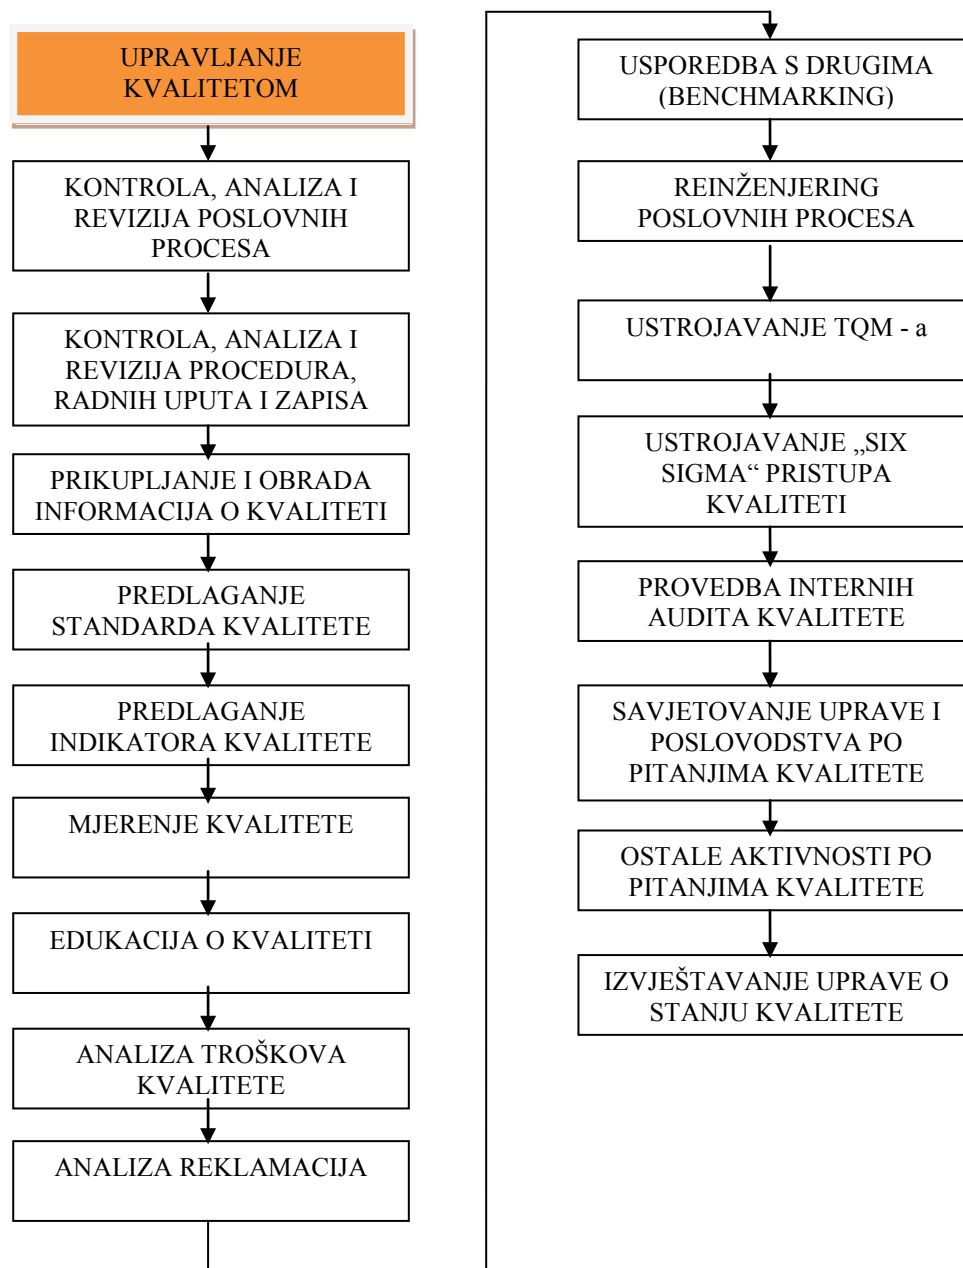 UPRAVLJANJE
KVALITETOM
KONTROLA, ANALIZA I
REVIZIJA POSLOVNIH
PROCESA
KONTROLA, ANALIZA I
REVIZIJA PROCEDURA,
RADNIH UPUTA I ZAPISA
PRIKUPLJANJE I OBRADA
INFORMACIJA O KVALITETI
PREDLAGANJE
STANDARDA KVALITETE
PREDLAGANJE
INDIKATORA KVALITETE
MJERENJE KVALITETE
EDUKACIJA O KVALITETI
ANALIZA TROŠKOVA
KVALITETE
ANALIZA REKLAMACIJA
USPOREDBA S DRUGIMA
(BENCHMARKING)
REINŽENJERING
POSLOVNIH PROCESA
USTROJAVANJE TQM - a
USTROJAVANJE „SIX
SIGMA“ PRISTUPA
KVALITETI
PROVEDBA INTERNIH
AUDITA KVALITETE
SAVJETOVANJE UPRAVE I
POSLOVODSTVA PO
PITANJIMA KVALITETE
OSTALE AKTIVNOSTI PO
PITANJIMA KVALITETE
IZVJEŠTAVANJE UPRAVE O
STANJU KVALITETE